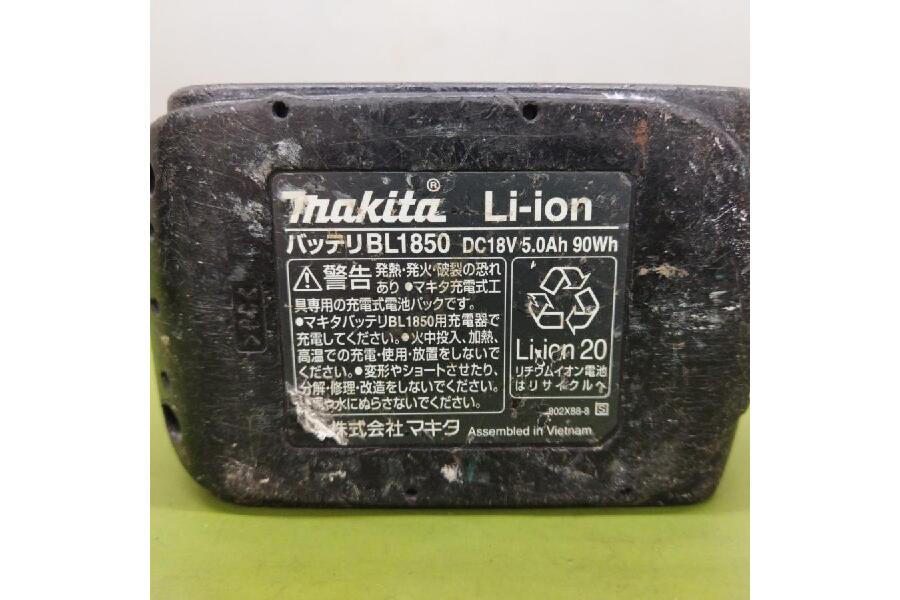 makita® Li-ion
バッテリBL1850 DC18V 5.0Ah 90Wh
警告 発熱・発火・破裂の恐れ
あり ●マキタ充電式工
具専用の充電式電池パックです。
●マキタバッテリBL1850用充電器で
充電してください。●火中投入、加熱、
高温での充電・使用・放置をしないで
ください。●変形やショートさせたり、
分解・修理・改造をしないでください。
や水にぬらさないでください。
Li-ion 20
リチウムイオン電池
はリサイクルへ
802X88-8 S
株式会社マキタ Assembled in Vietnam